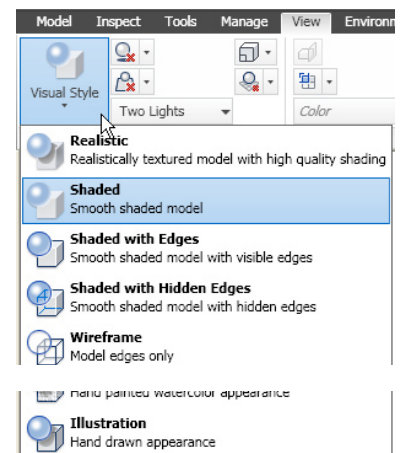 Model Inspect Tools Manage View Environm
Visual Style
Two Lights
Color
Realistic
Realistically textured model with high quality shading
Shaded
Smooth shaded model
Shaded with Edges
Smooth shaded model with visible edges
Shaded with Hidden Edges
Smooth shaded model with hidden edges
Wireframe
Model edges only
Hand painted watercolor appearance
Illustration
Hand drawn appearance